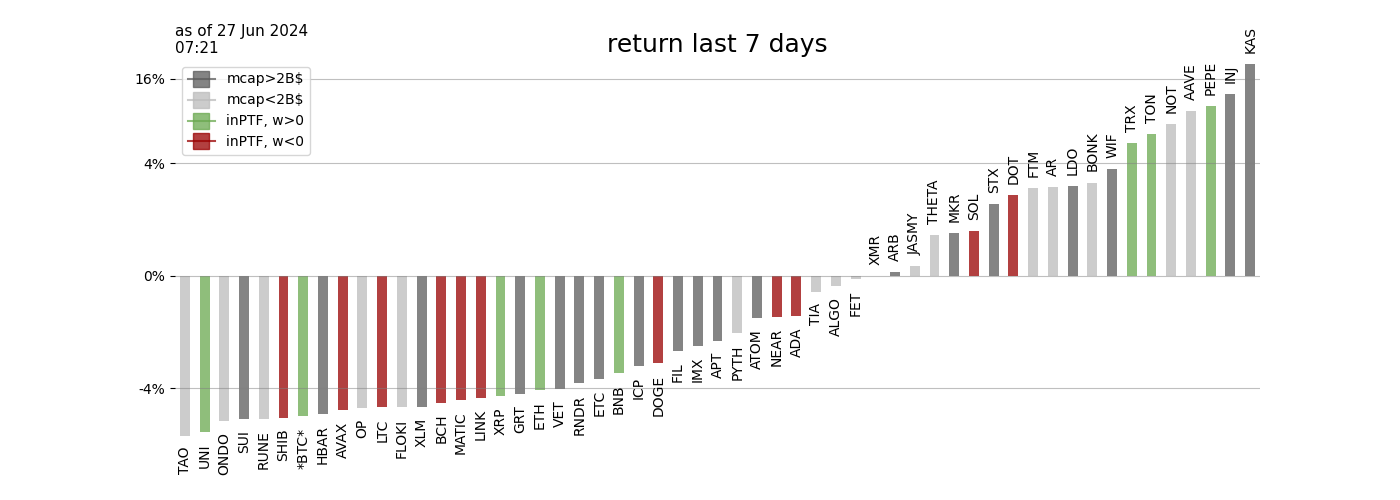 as of 27 Jun 2024
07:21
return last 7 days
mcap>2B$
mcap<2B$
inPTF, w>0
inPTF, w<0
16%
4%
0%
-4%
TAO
UNI
ONDO
SUI
RUNE
SHIB
*BTC*
HBAR
AVAX
OP
LTC
FLOKI
XLM
BCH
MATIC
LINK
XRP
GRT
ETH
VET
RNDR
ETC
BNB
ICP
DOGE
FIL
IMX
APT
PYTH
ATOM
NEAR
ADA
TIA
ALGO
FET
XMR
ARB
JASMY
THETA
MKR
SOL
STX
DOT
FTM
AR
LDO
BONK
WIF
TRX
TON
NOT
AAVE
PEPE
INJ
KAS